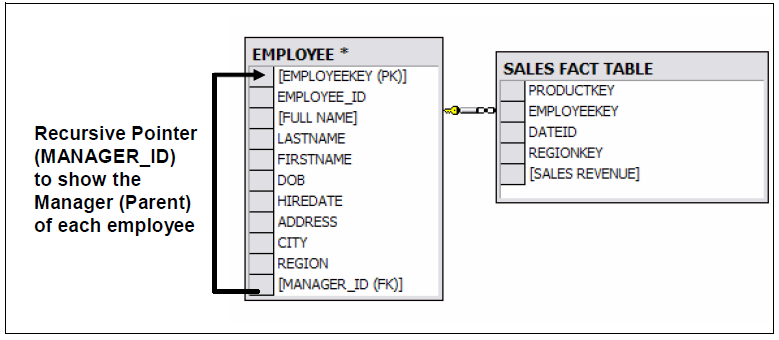 Recursive Pointer
(MANAGER_ID)
to show the
Manager (Parent)
of each employee
EMPLOYEE *
[EMPLOYEEKEY (PK)]
EMPLOYEE_ID
[FULL NAME]
LASTNAME
FIRSTNAME
DOB
HIREDATE
ADDRESS
CITY
REGION
[MANAGER_ID (FK)]
SALES FACT TABLE
PRODUCTKEY
EMPLOYEEKEY
DATEID
REGIONKEY
[SALES REVENUE]